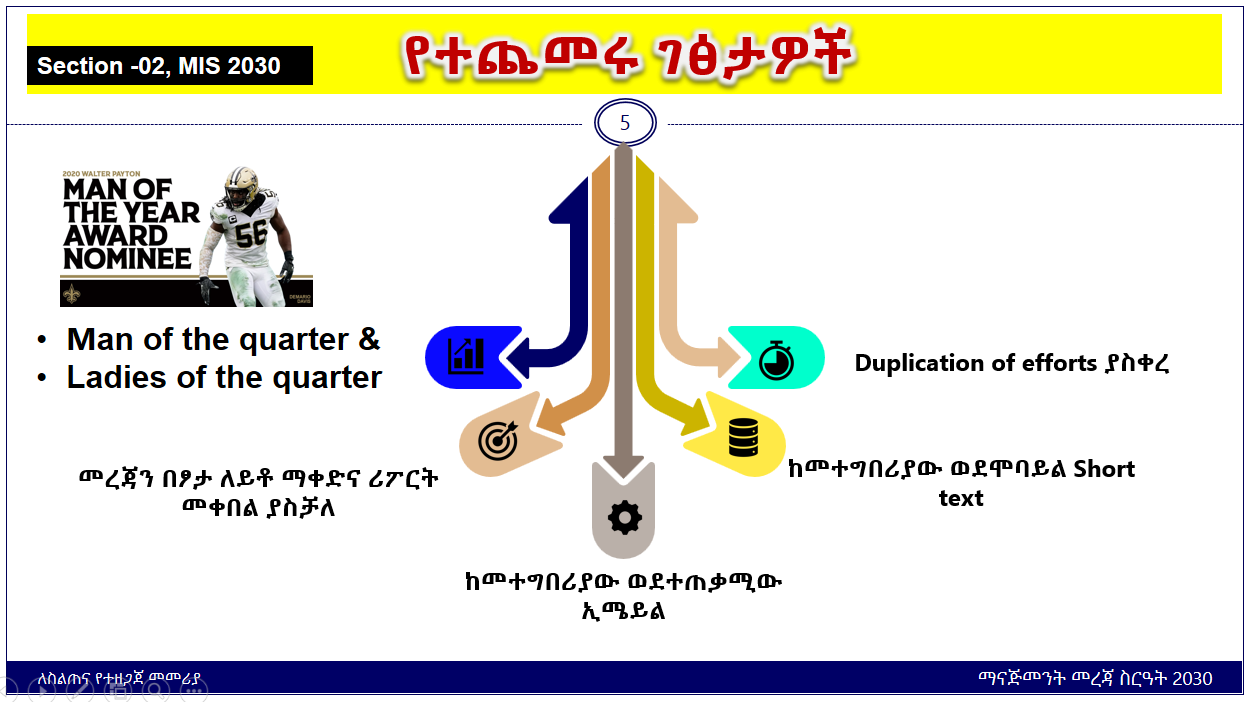 የተጨመሩ ገፅታዎች
Section -02, MIS 2030
5
2020 WALTER PAYTON
MAN OF
THE YEAR
AWARD
NOMINEE
56
DEMARIO
DAVIS
• Man of the quarter &
• Ladies of the quarter
Duplication of efforts ያስቀረ
መረጃን በፆታ ለይቶ ማቀድና ሪፖርት
መቀበል ያስቻለ
ከመተግበሪያው ወደሞባይል Short
text
ከመተግበሪያው ወደተጠቃሚው
ኢሜይል
ለስልጠና የተዘጋጀ መመሪያ
ማናጅመንት መረጃ ስርዓት 2030